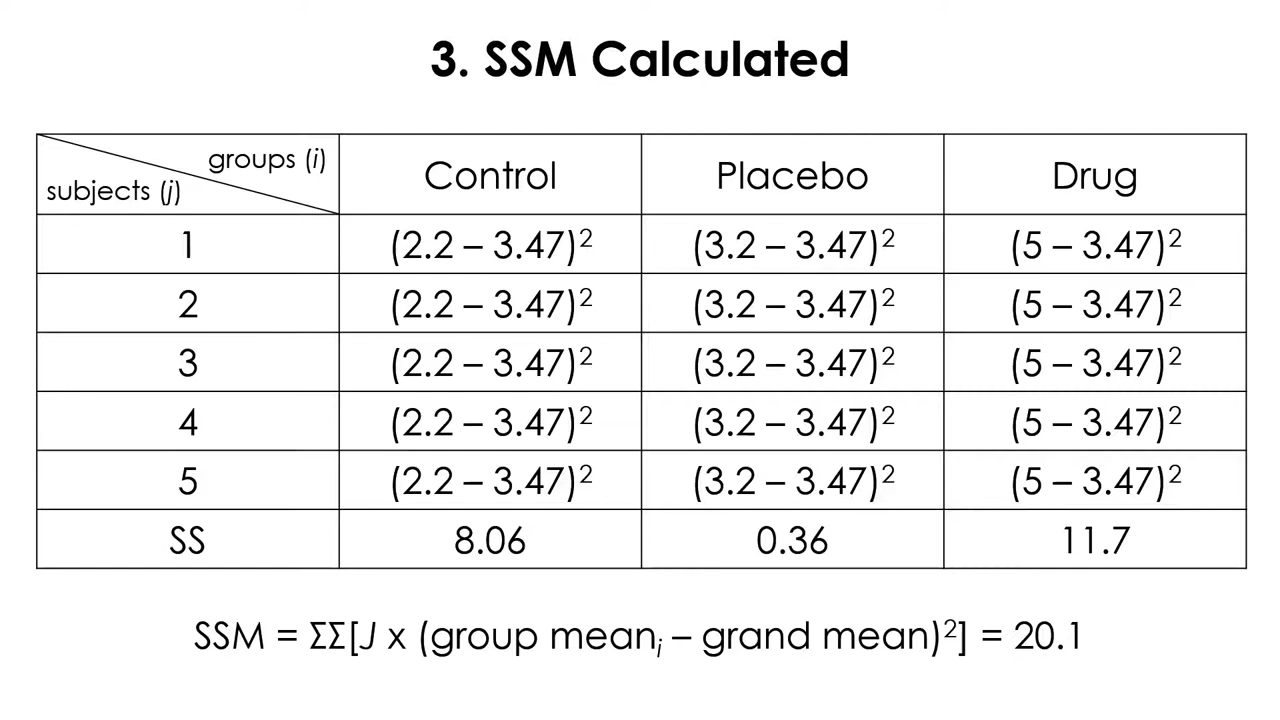 3. SSM Calculated
groups (i)
subjects (j)
Control Placebo Drug
1 (2.2 – 3.47)² (3.2 – 3.47)² (5 – 3.47)²
2 (2.2 – 3.47)² (3.2 – 3.47)² (5 – 3.47)²
3 (2.2 – 3.47)² (3.2 – 3.47)² (5 – 3.47)²
4 (2.2 – 3.47)² (3.2 – 3.47)² (5 – 3.47)²
5 (2.2 – 3.47)² (3.2 – 3.47)² (5 – 3.47)²
SS 8.06 0.36 11.7
SSM = ΣΣ[J x (group meanᵢ – grand mean)²] = 20.1